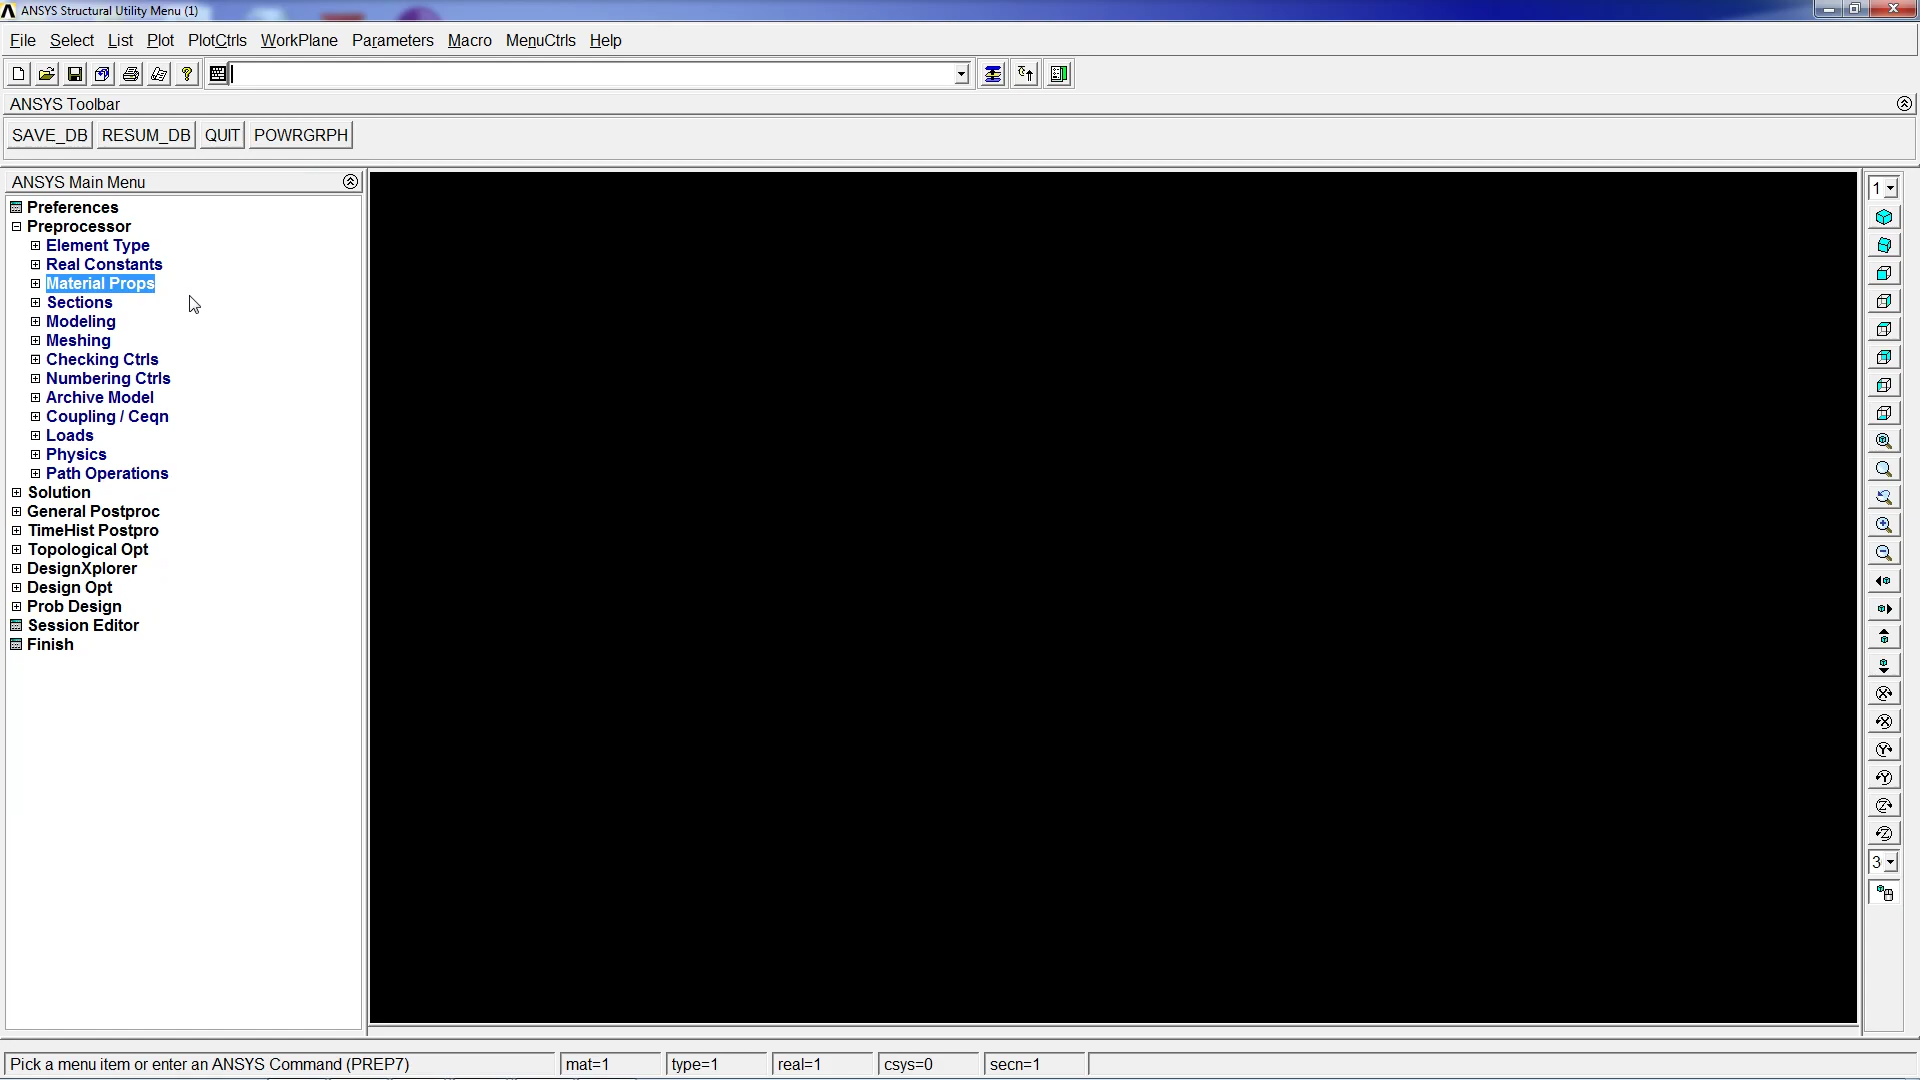 ANSYS Structural Utility Menu (1)
File Select List Plot PlotCtrls WorkPlane Parameters Macro MenuCtrls Help
ANSYS Toolbar
SAVE_DB RESUM_DB QUIT POWRGRPH
ANSYS Main Menu
1
Preferences
Preprocessor
Element Type
Real Constants
Material Props
Sections
Modeling
Meshing
Checking Ctrls
Numbering Ctrls
Archive Model
Coupling / Ceqn
Loads
Physics
Path Operations
Solution
General Postproc
TimeHist Postpro
Topological Opt
DesignXplorer
Design Opt
Prob Design
Session Editor
Finish
X
X
Y
Y
Z
Z
3
Pick a menu item or enter an ANSYS Command (PREP7) mat=1 type=1 real=1 csys=0 secn=1